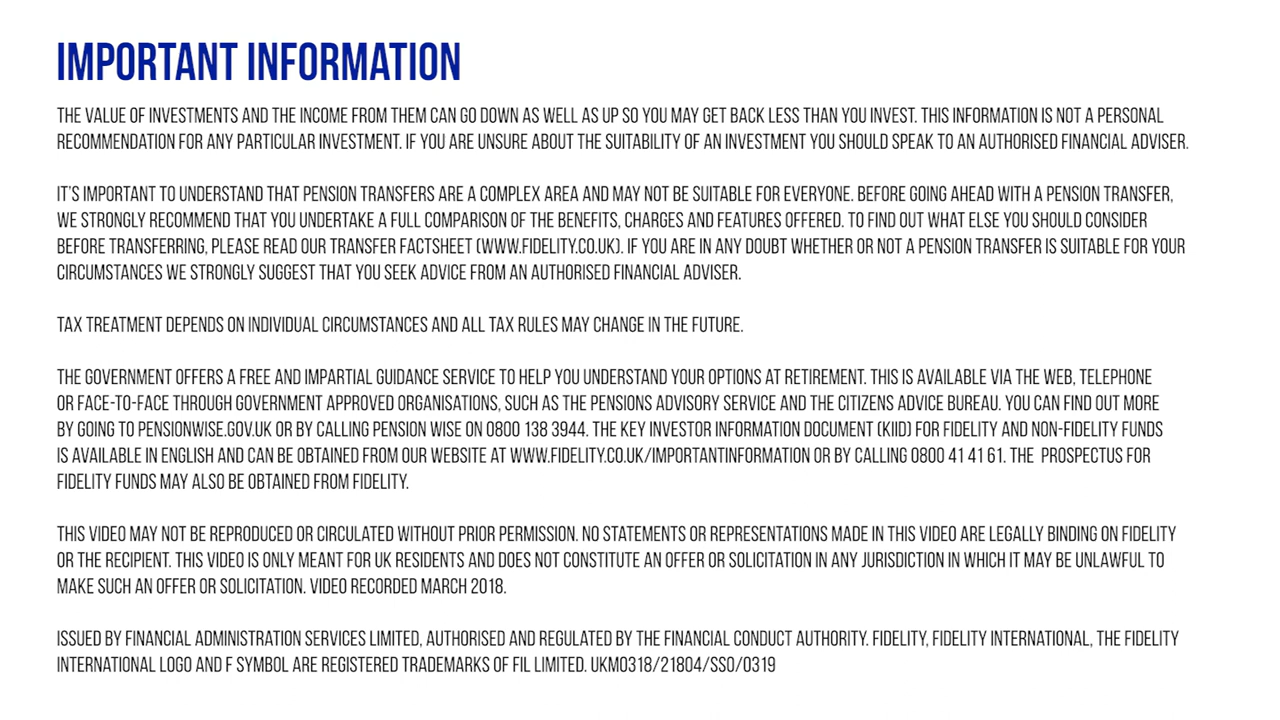 IMPORTANT INFORMATION
THE VALUE OF INVESTMENTS AND THE INCOME FROM THEM CAN GO DOWN AS WELL AS UP SO YOU MAY GET BACK LESS THAN YOU INVEST. THIS INFORMATION IS NOT A PERSONAL
RECOMMENDATION FOR ANY PARTICULAR INVESTMENT. IF YOU ARE UNSURE ABOUT THE SUITABILITY OF AN INVESTMENT YOU SHOULD SPEAK TO AN AUTHORISED FINANCIAL ADVISER.
IT'S IMPORTANT TO UNDERSTAND THAT PENSION TRANSFERS ARE A COMPLEX AREA AND MAY NOT BE SUITABLE FOR EVERYONE. BEFORE GOING AHEAD WITH A PENSION TRANSFER,
WE STRONGLY RECOMMEND THAT YOU UNDERTAKE A FULL COMPARISON OF THE BENEFITS, CHARGES AND FEATURES OFFERED. TO FIND OUT WHAT ELSE YOU SHOULD CONSIDER
BEFORE TRANSFERRING, PLEASE READ OUR TRANSFER FACTSHEET (WWW.FIDELITY.CO.UK). IF YOU ARE IN ANY DOUBT WHETHER OR NOT A PENSION TRANSFER IS SUITABLE FOR YOUR
CIRCUMSTANCES WE STRONGLY SUGGEST THAT YOU SEEK ADVICE FROM AN AUTHORISED FINANCIAL ADVISER.
TAX TREATMENT DEPENDS ON INDIVIDUAL CIRCUMSTANCES AND ALL TAX RULES MAY CHANGE IN THE FUTURE.
THE GOVERNMENT OFFERS A FREE AND IMPARTIAL GUIDANCE SERVICE TO HELP YOU UNDERSTAND YOUR OPTIONS AT RETIREMENT. THIS IS AVAILABLE VIA THE WEB, TELEPHONE
OR FACE-TO-FACE THROUGH GOVERNMENT APPROVED ORGANISATIONS, SUCH AS THE PENSIONS ADVISORY SERVICE AND THE CITIZENS ADVICE BUREAU. YOU CAN FIND OUT MORE
BY GOING TO PENSIONWISE.GOV.UK OR BY CALLING PENSION WISE ON 0800 138 3944. THE KEY INVESTOR INFORMATION DOCUMENT (KIID) FOR FIDELITY AND NON-FIDELITY FUNDS
IS AVAILABLE IN ENGLISH AND CAN BE OBTAINED FROM OUR WEBSITE AT WWW.FIDELITY.CO.UK/IMPORTANTINFORMATION OR BY CALLING 0800 41 41 61. THE PROSPECTUS FOR
FIDELITY FUNDS MAY ALSO BE OBTAINED FROM FIDELITY.
THIS VIDEO MAY NOT BE REPRODUCED OR CIRCULATED WITHOUT PRIOR PERMISSION. NO STATEMENTS OR REPRESENTATIONS MADE IN THIS VIDEO ARE LEGALLY BINDING ON FIDELITY
OR THE RECIPIENT. THIS VIDEO IS ONLY MEANT FOR UK RESIDENTS AND DOES NOT CONSTITUTE AN OFFER OR SOLICITATION IN ANY JURISDICTION IN WHICH IT MAY BE UNLAWFUL TO
MAKE SUCH AN OFFER OR SOLICITATION. VIDEO RECORDED MARCH 2018.
ISSUED BY FINANCIAL ADMINISTRATION SERVICES LIMITED, AUTHORISED AND REGULATED BY THE FINANCIAL CONDUCT AUTHORITY. FIDELITY, FIDELITY INTERNATIONAL, THE FIDELITY
INTERNATIONAL LOGO AND F SYMBOL ARE REGISTERED TRADEMARKS OF FIL LIMITED. UKM0318/21804/SSO/0319